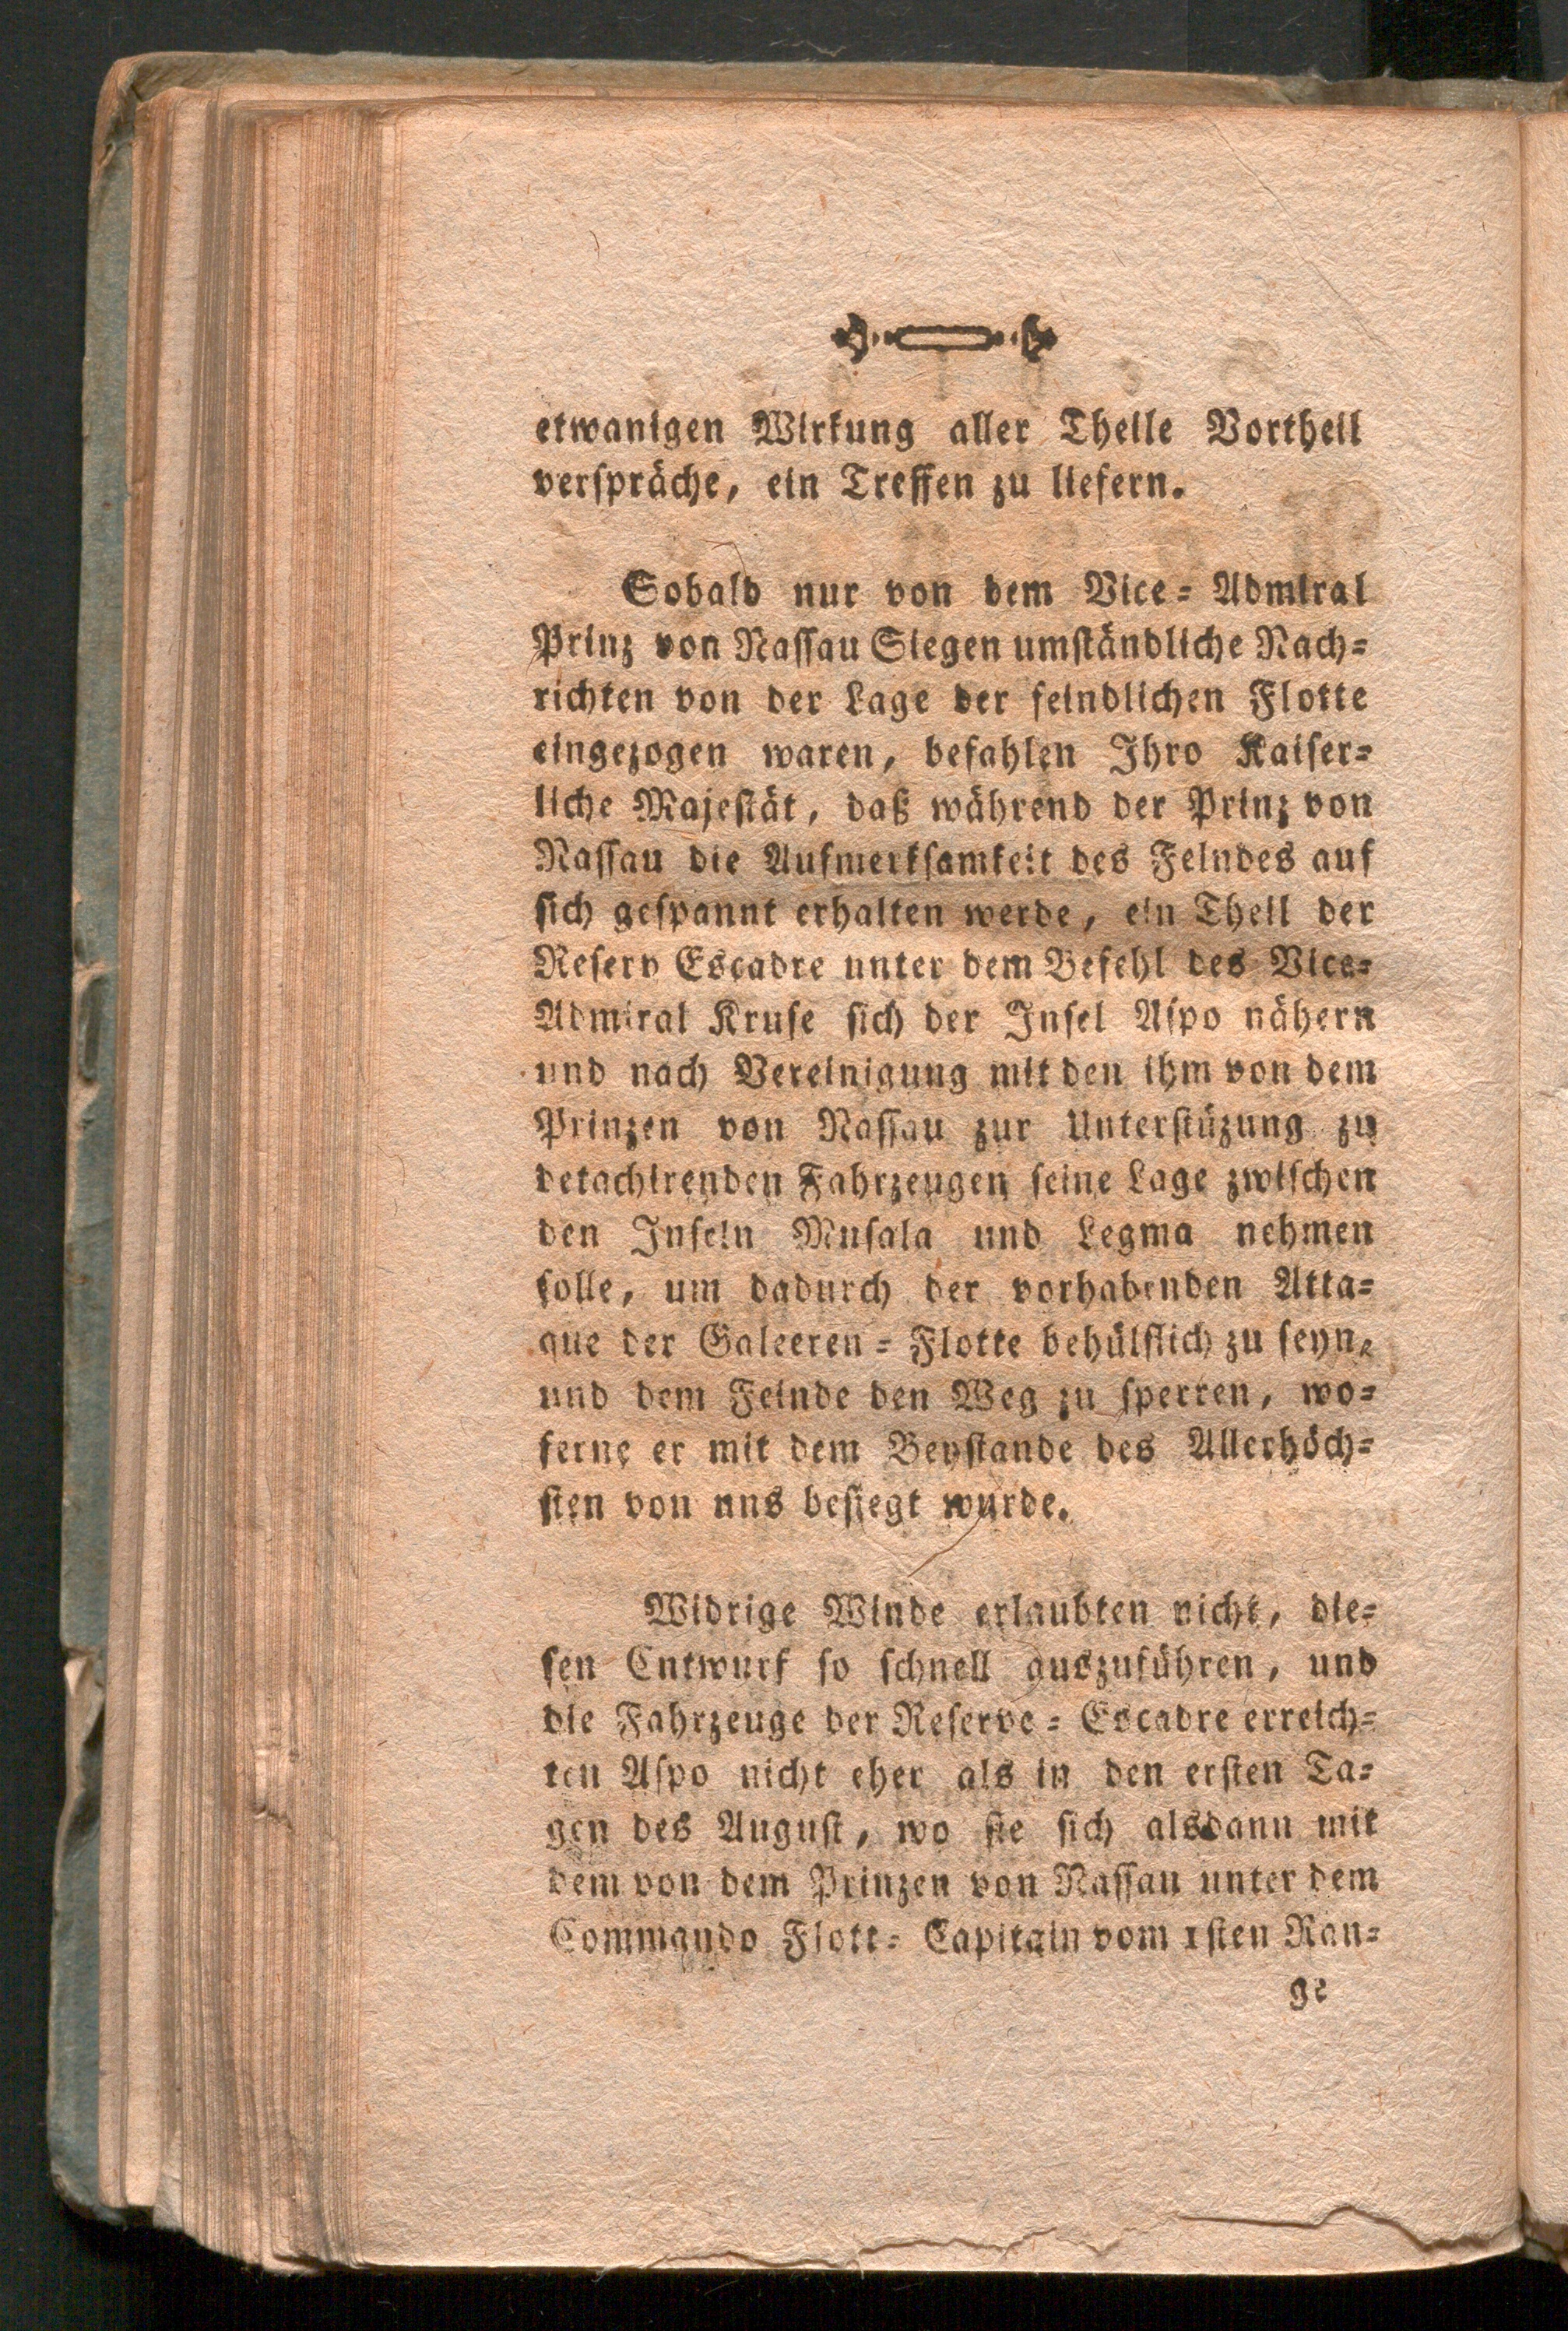 etwanigen Wirkung aller Theile Vortheil
verſpräche, ein Treffen zu liefern.
Sobald nur von dem Vice-Admiral
Prinz von Naſſau Siegen umſtändliche Nach-
richten von der Lage der feindlichen Flotte
eingezogen waren, befahlen Ihro Kaiſer-
liche Majeſtät, daß während der Prinz von
Naſſau die Aufmerkſamkeit des Feindes auf
ſich geſpannt erhalten werde, ein Theil der
Reſerv Escadre unter dem Befehl des Vice-
Admiral Kruſe ſich der Inſel Aſpo nähern
und nach Vereinigung mit den ihm von dem
Prinzen von Naſſau zur Unterſtüzung zu
detachirenden Fahrzeugen ſeine Lage zwiſchen
den Inſeln Muſala und Legma nehmen
ſolle, um dadurch der vorhabenden Atta-
que der Galeeren-Flotte behülflich zu ſeyn,
und dem Feinde den Weg zu ſperren, wo-
ferne er mit dem Beyſtande des Allerhöch-
ſten von uns beſiegt wurde.
Widrige Winde erlaubten nicht, die-
ſen Entwurf ſo ſchnell auszuführen, und
die Fahrzeuge der Reſerve-Escadre erreich-
ten Aſpo nicht eher als in den erſten Ta-
gen des Auguſt, wo ſie ſich alsdann mit
dem von dem Prinzen von Naſſau unter dem
Commando Flott-Capitain vom 1ſten Ran-
ge